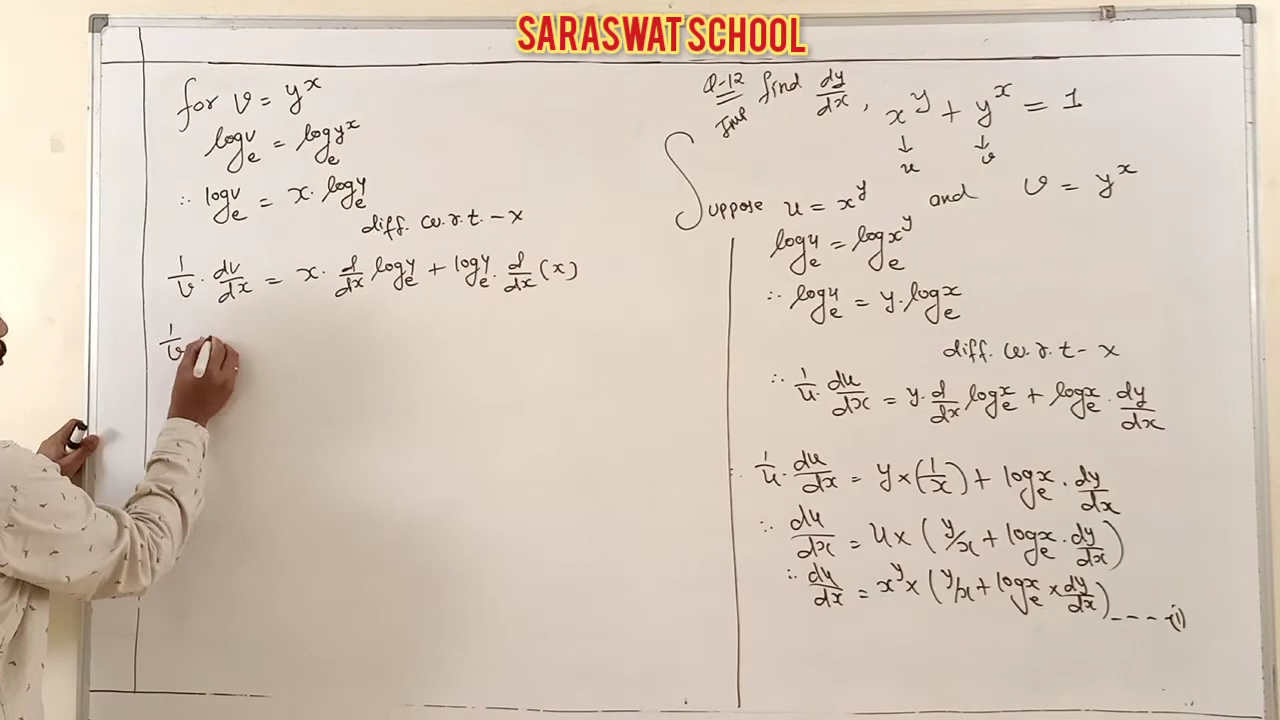 SARASWAT SCHOOL
for v = y^x
log_e v = log_e y^x
∴ log_e v = x · log_e y
diff. w.r.t. - x
1/v · dv/dx = x · d/dx log_e y + log_e y · d/dx (x)
1/v
Q-12 find dy/dx, x^y + y^x = 1
Imp
↓ ↓
u v
Suppose u = x^y and v = y^x
log_e u = log_e x^y
∴ log_e u = y · log_e x
diff. w.r.t - x
∴ 1/u · du/dx = y · d/dx log_e x + log_e x · dy/dx
∴ 1/u · du/dx = y × (1/x) + log_e x · dy/dx
∴ du/dx = u × (y/x + log_e x · dy/dx)
∴ du/dx = x^y × (y/x + log_e x × dy/dx) ---- (i)